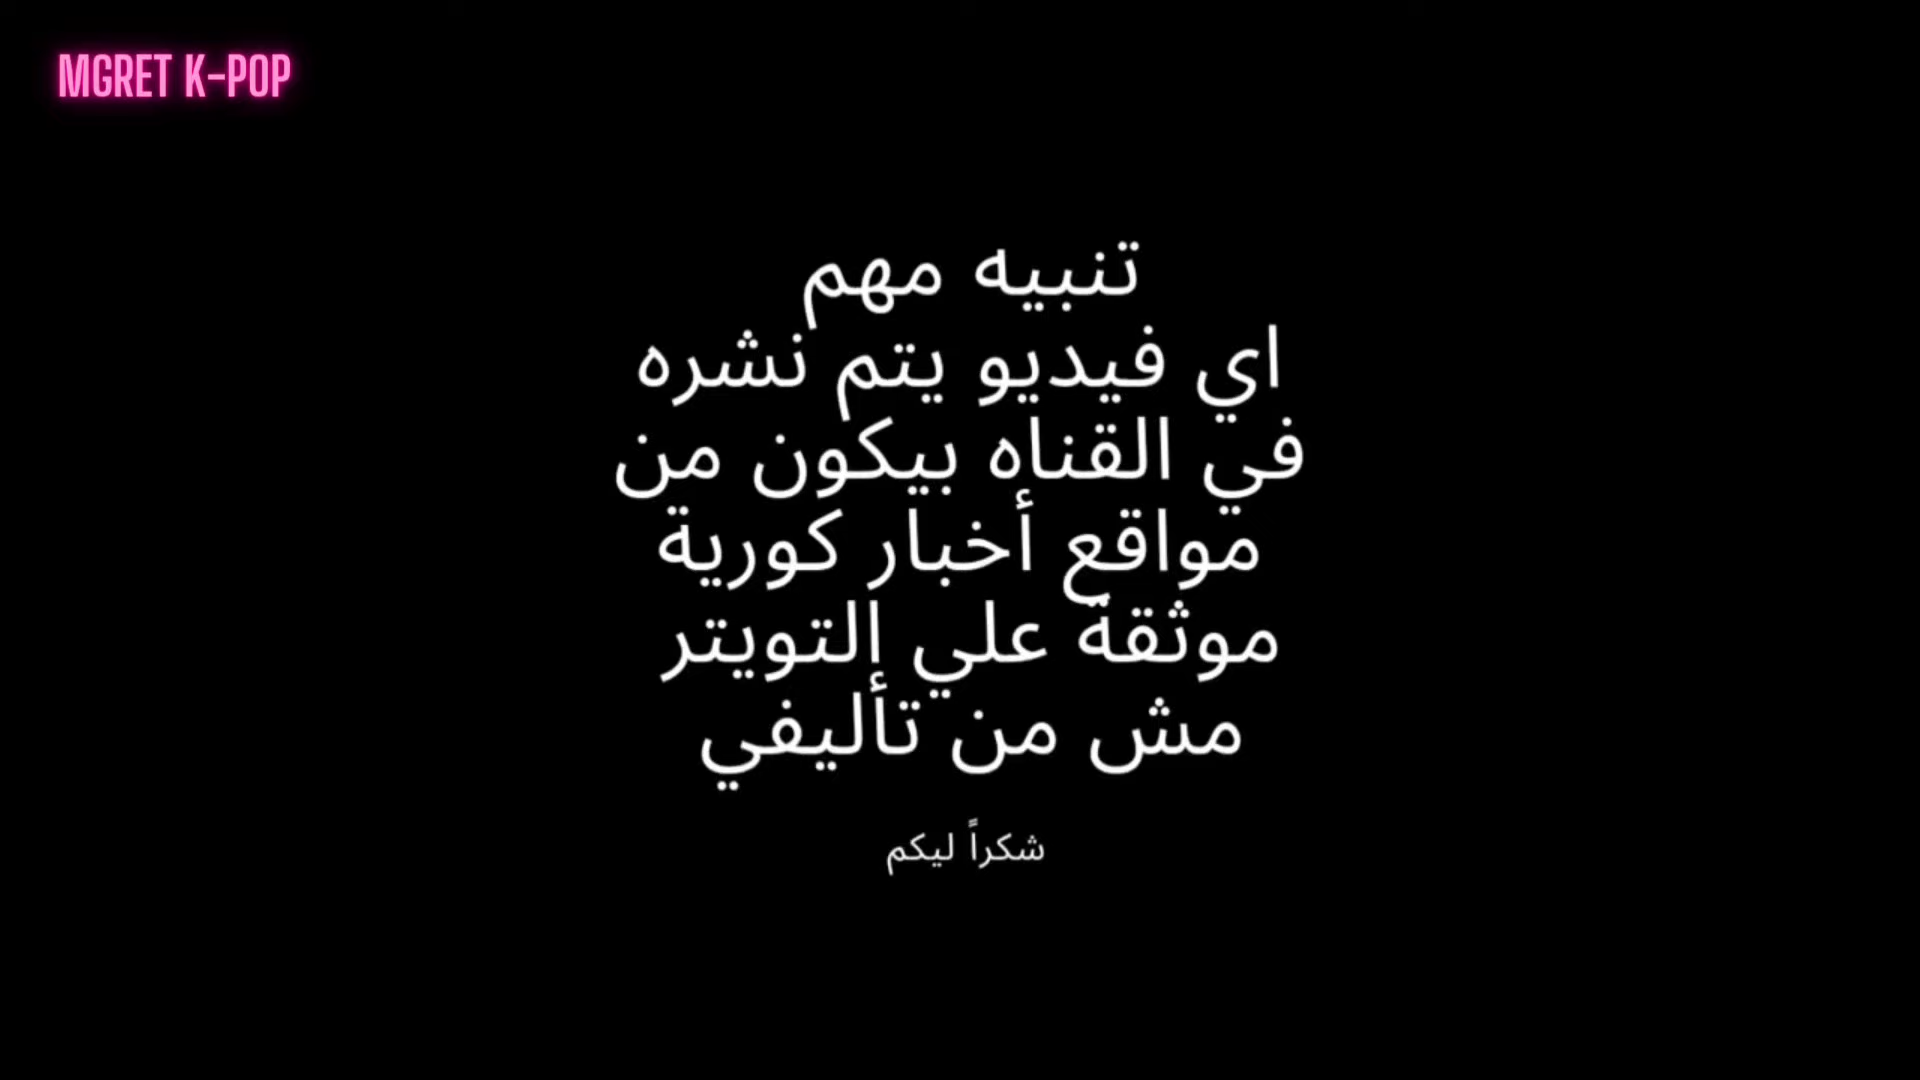 MGRET K-POP
تنبيه مهم
اي فيديو يتم نشره
في القناه بيكون من
مواقع أخبار كورية
موثقة علي التويتر
مش من تأليفي
شكراً ليكم